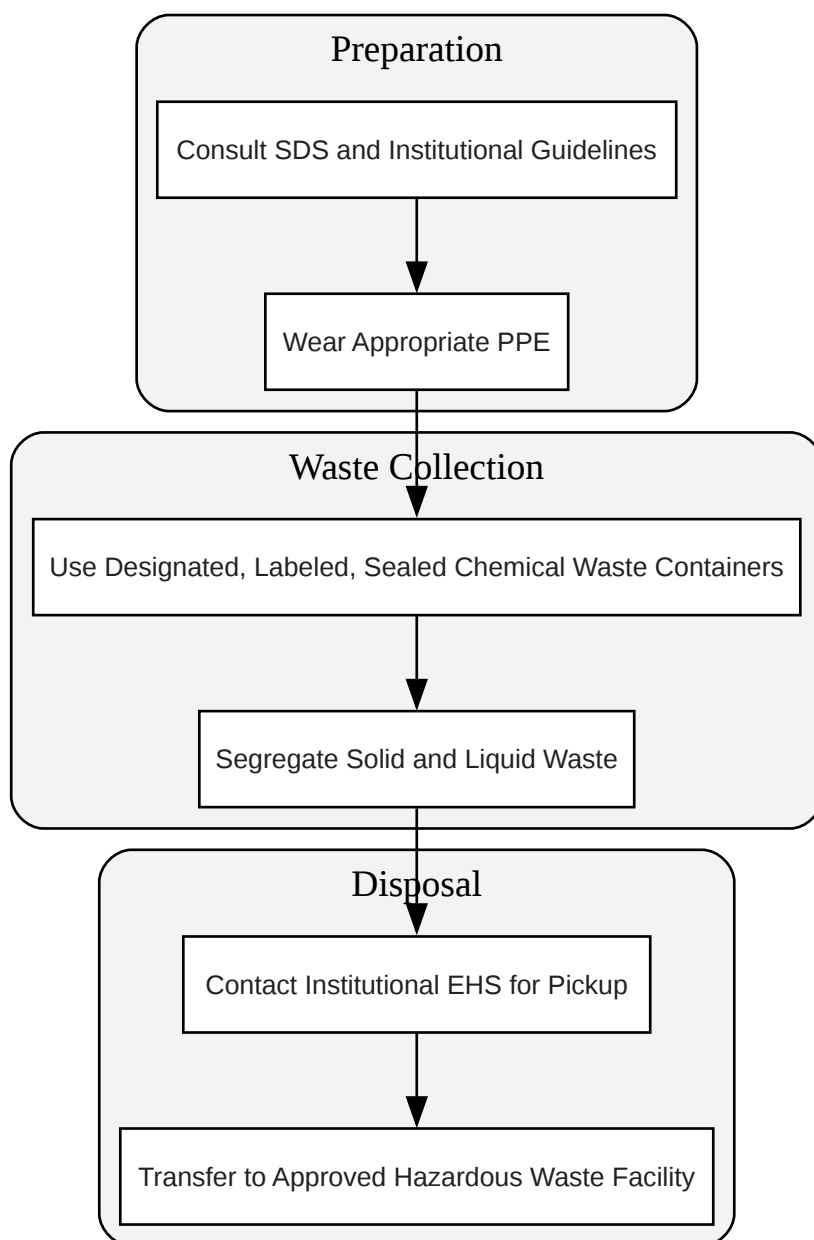 Preparation
Consult SDS and Institutional Guidelines
Wear Appropriate PPE
Waste Collection
Use Designated, Labeled, Sealed Chemical Waste Containers
Segregate Solid and Liquid Waste
Disposal
Contact Institutional EHS for Pickup
Transfer to Approved Hazardous Waste Facility